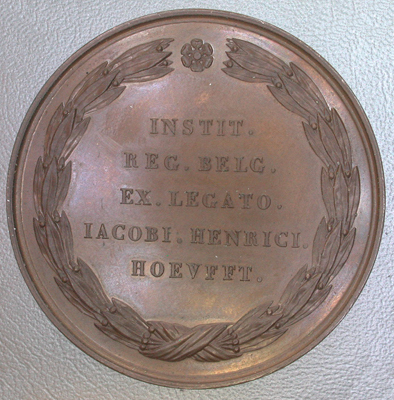 INSTIT.
REG. BELG.
EX. LEGATO.
IACOBI. HENRICI.
HOEVFFT.